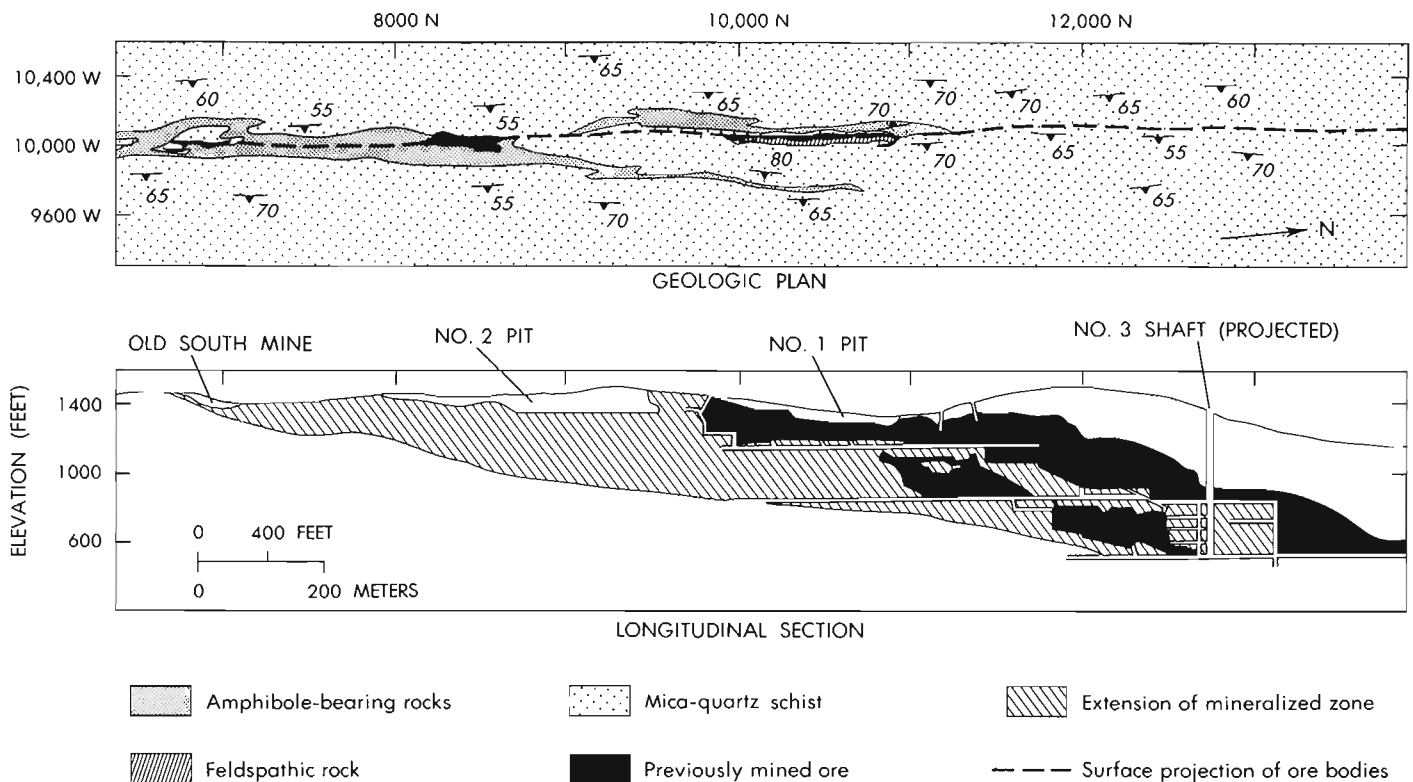 8000 N 10,000 N 12,000 N
10,400 W
10,000 W
9600 W
65
60 55 55 65 70 70 70 65 60
65 70 55 70 80 65 70 65 55 65 70
N
GEOLOGIC PLAN
OLD SOUTH MINE
NO. 2 PIT
NO. 1 PIT
NO. 3 SHAFT (PROJECTED)
ELEVATION (FEET)
1400
1000
600
0 400 FEET
0 200 METERS
LONGITUDINAL SECTION
Amphibole-bearing rocks
Mica-quartz schist
Extension of mineralized zone
Feldspathic rock
Previously mined ore
Surface projection of ore bodies